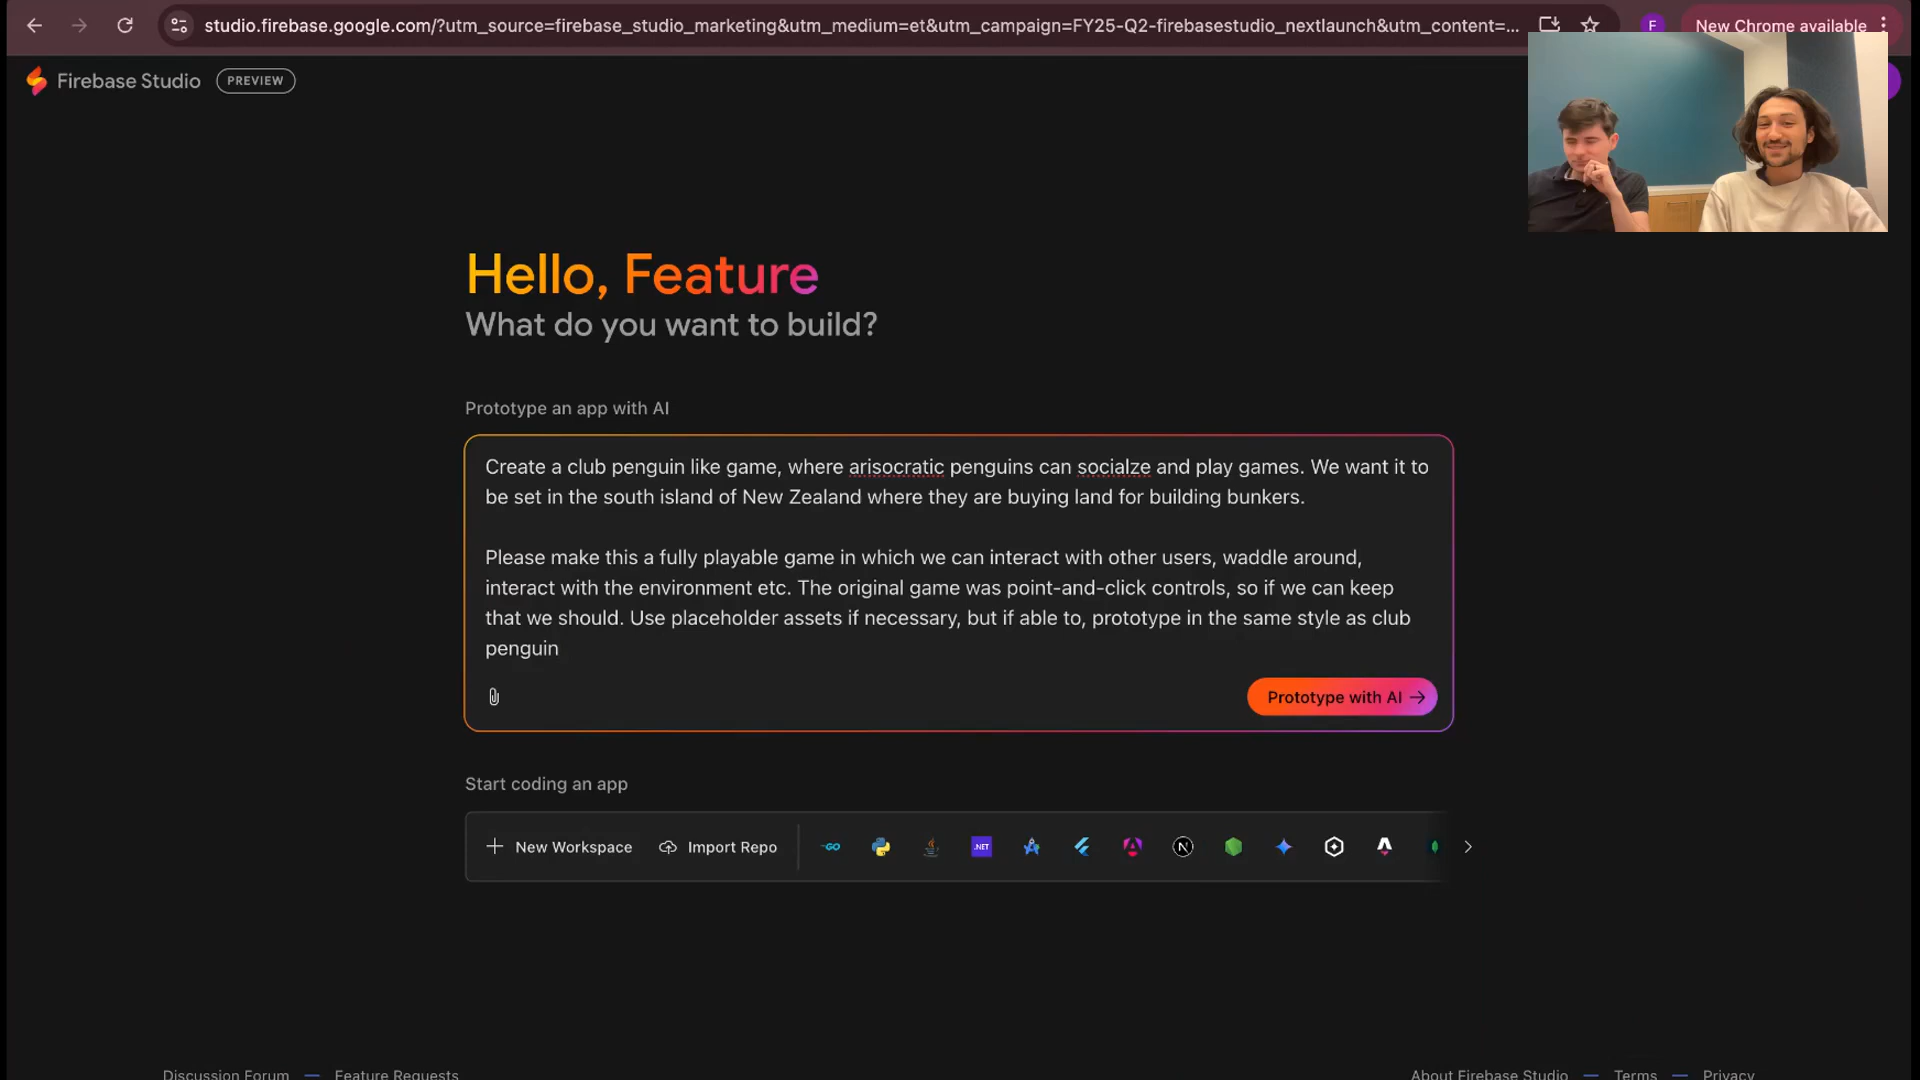 studio.firebase.google.com/?utm_source=firebase_studio_marketing&utm_medium=et&utm_campaign=FY25-Q2-firebasestudio_nextlaunch&utm_content=...
F
New Chrome available
Firebase Studio
PREVIEW
Hello, Feature
What do you want to build?
Prototype an app with AI
Create a club penguin like game, where arisocratic penguins can socialze and play games. We want it to
be set in the south island of New Zealand where they are buying land for building bunkers.
Please make this a fully playable game in which we can interact with other users, waddle around,
interact with the environment etc. The original game was point-and-click controls, so if we can keep
that we should. Use placeholder assets if necessary, but if able to, prototype in the same style as club
penguin
Prototype with AI
Start coding an app
New Workspace
Import Repo
GO
.NET
N
Discussion Forum — Feature Requests
About Firebase Studio — Terms — Privacy